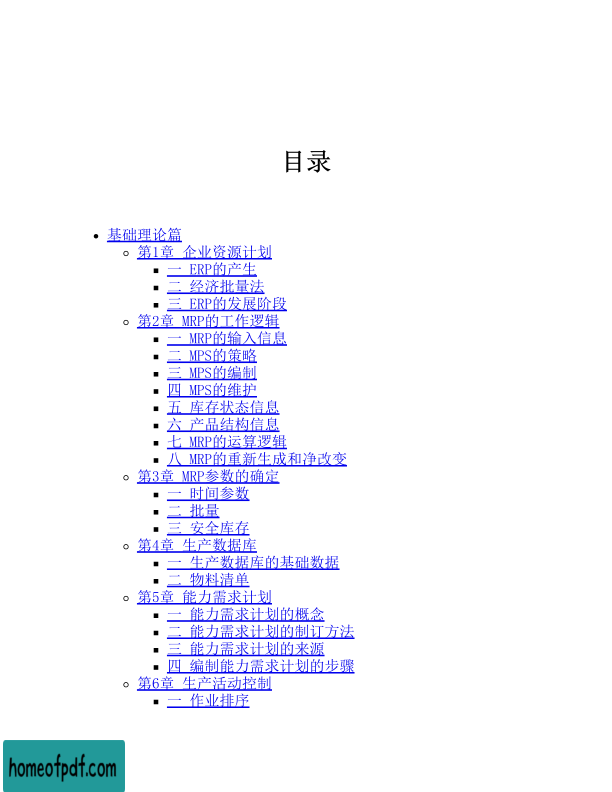 目录
基础理论篇
第1章 企业资源计划
一 ERP的产生
二 经济批量法
三 ERP的发展阶段
第2章 MRP的工作逻辑
一 MRP的输入信息
二 MPS的策略
三 MPS的编制
四 MPS的维护
五 库存状态信息
六 产品结构信息
七 MRP的运算逻辑
八 MRP的重新生成和净改变
第3章 MRP参数的确定
一 时间参数
二 批量
三 安全库存
第4章 生产数据库
一 生产数据库的基础数据
二 物料清单
第5章 能力需求计划
一 能力需求计划的概念
二 能力需求计划的制订方法
三 能力需求计划的来源
四 编制能力需求计划的步骤
第6章 生产活动控制
一 作业排序
homeofpdf.com